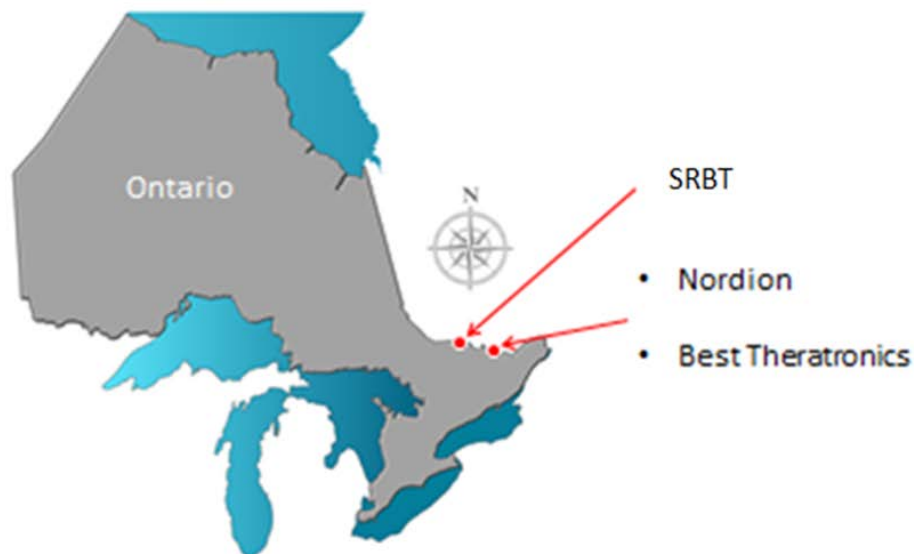 Ontario
N
SRBT
• Nordion
• Best Theratronics